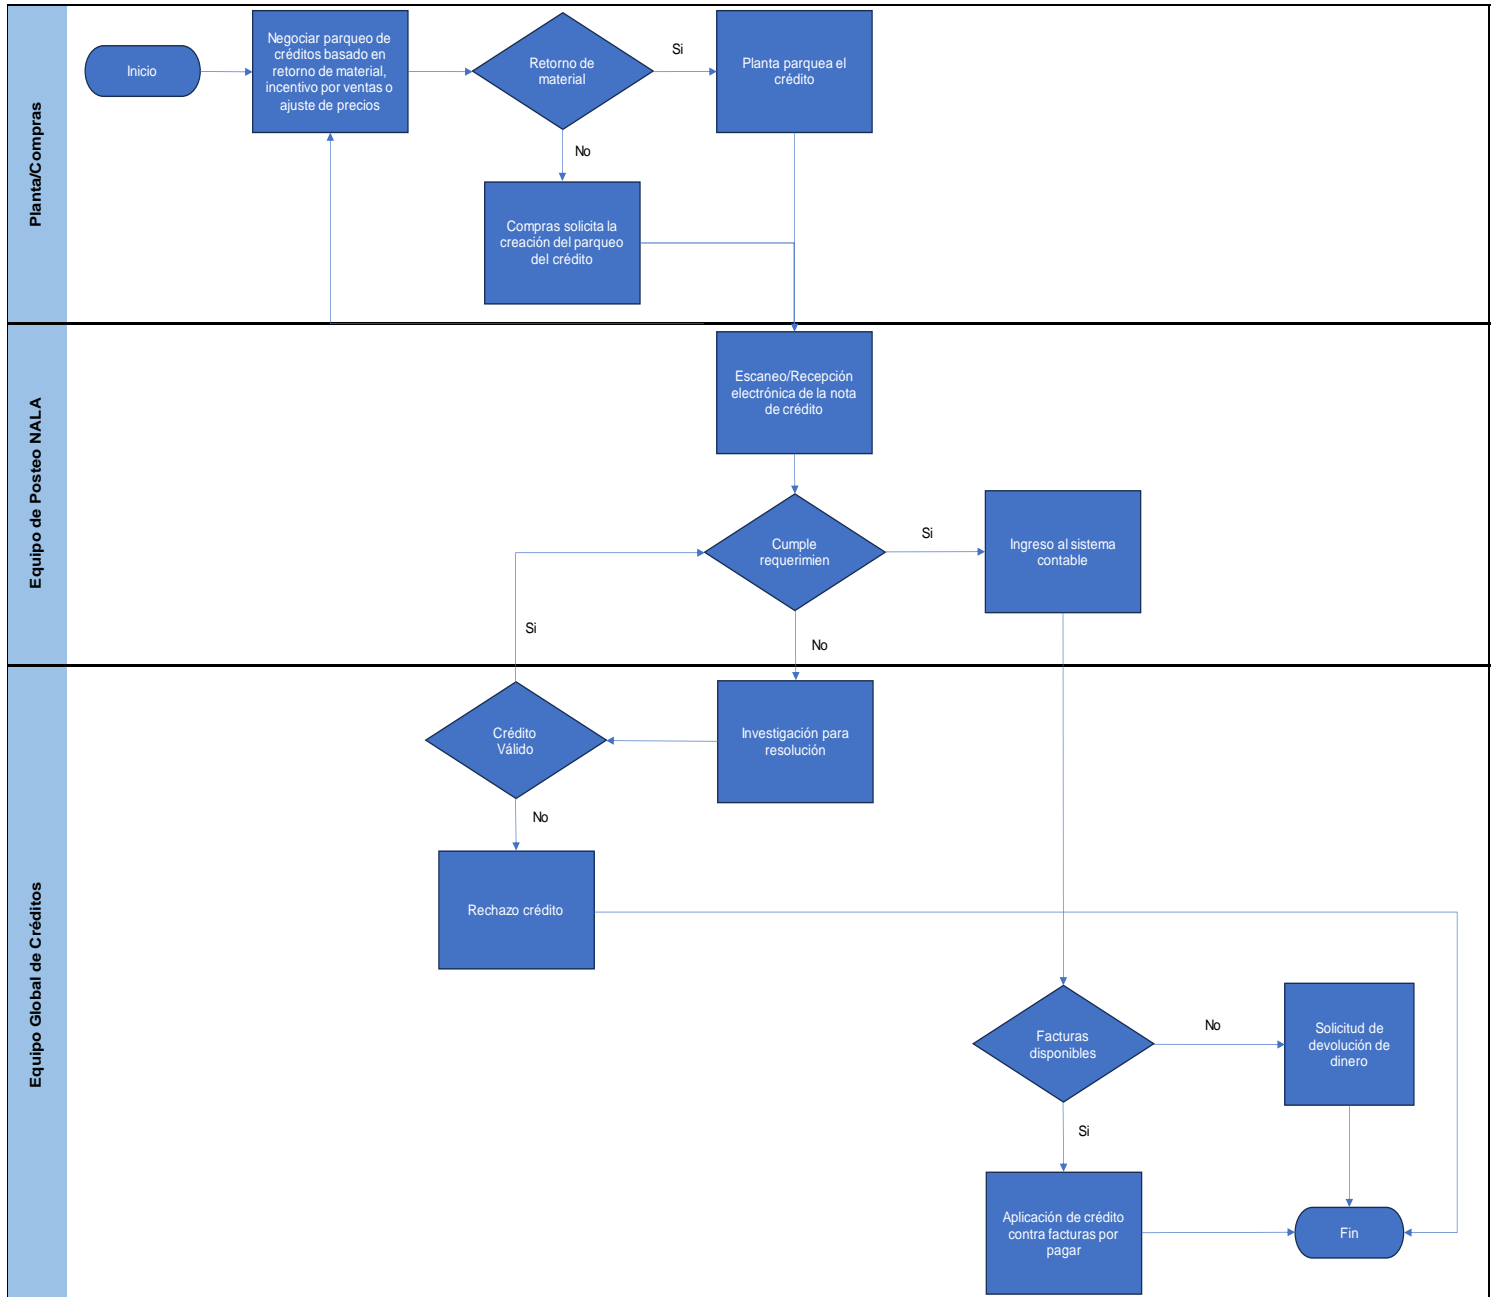 Planta/Compras
Inicio
Negociar parqueo de
créditos basado en
retorno de material,
incentivo por ventas o
ajuste de precios
Retorno de
material
Si
Planta parquea el
crédito
No
Compras solicita la
creación del parqueo
del crédito
Equipo de Posteo NALA
Escaneo/Recepción
electrónica de la nota
de crédito
Cumple
requerimien
Si
Ingreso al sistema
contable
Si
No
Equipo Global de Créditos
Crédito
Válido
Investigación para
resolución
No
Rechazo crédito
Facturas
disponibles
No
Solicitud de
devolución de
dinero
Si
Aplicación de crédito
contra facturas por
pagar
Fin